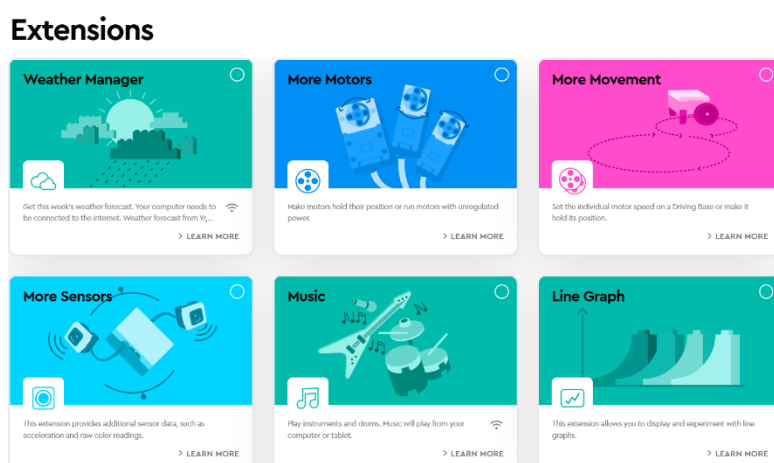 Extensions
Weather Manager
Get this week's weather forecast. Your computer needs to
be connected to the internet. Weather forecast from Yr,...
> LEARN MORE
More Motors
Make motors hold their position or run motors with unregulated
power.
> LEARN MORE
More Movement
Set the individual motor speed on a Driving Base or make it
hold its position.
> LEARN MORE
More Sensors
This extension provides additional sensor data, such as
acceleration and raw color readings.
> LEARN MORE
Music
Play instruments and drums. Music will play from your
computer or tablet.
> LEARN MORE
Line Graph
This extension allows you to display and experiment with line
graphs.
> LEARN MORE